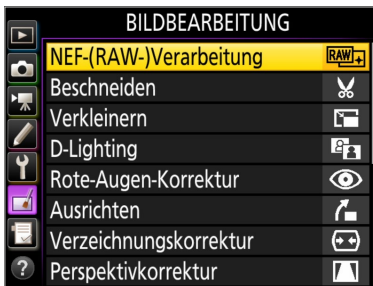 BILDBEARBEITUNG
NEF-(RAW-)Verarbeitung RAW+
Beschneiden
Verkleinern
D-Lighting
Rote-Augen-Korrektur
Ausrichten
Verzeichnungskorrektur
Perspektivkorrektur
?